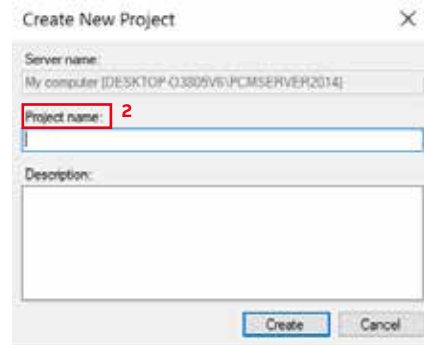 Create New Project
Server name:
My computer [DESKTOP-O3805V6\PCMSERVER2014]
Project name: 2
Description:
Create Cancel